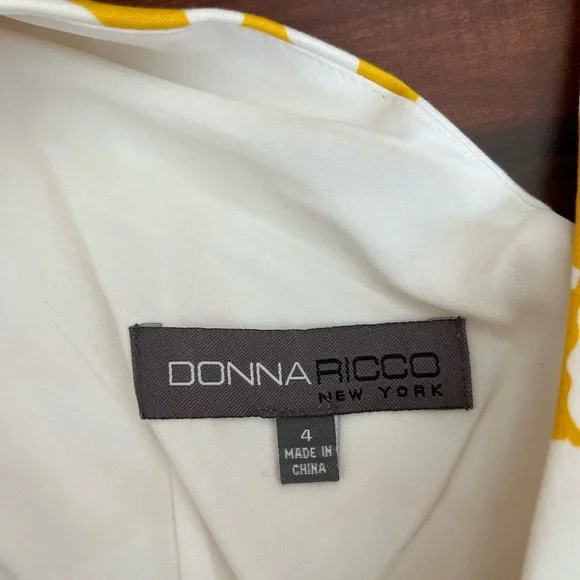 DONNA RICCO
NEW YORK
4
MADE IN
CHINA